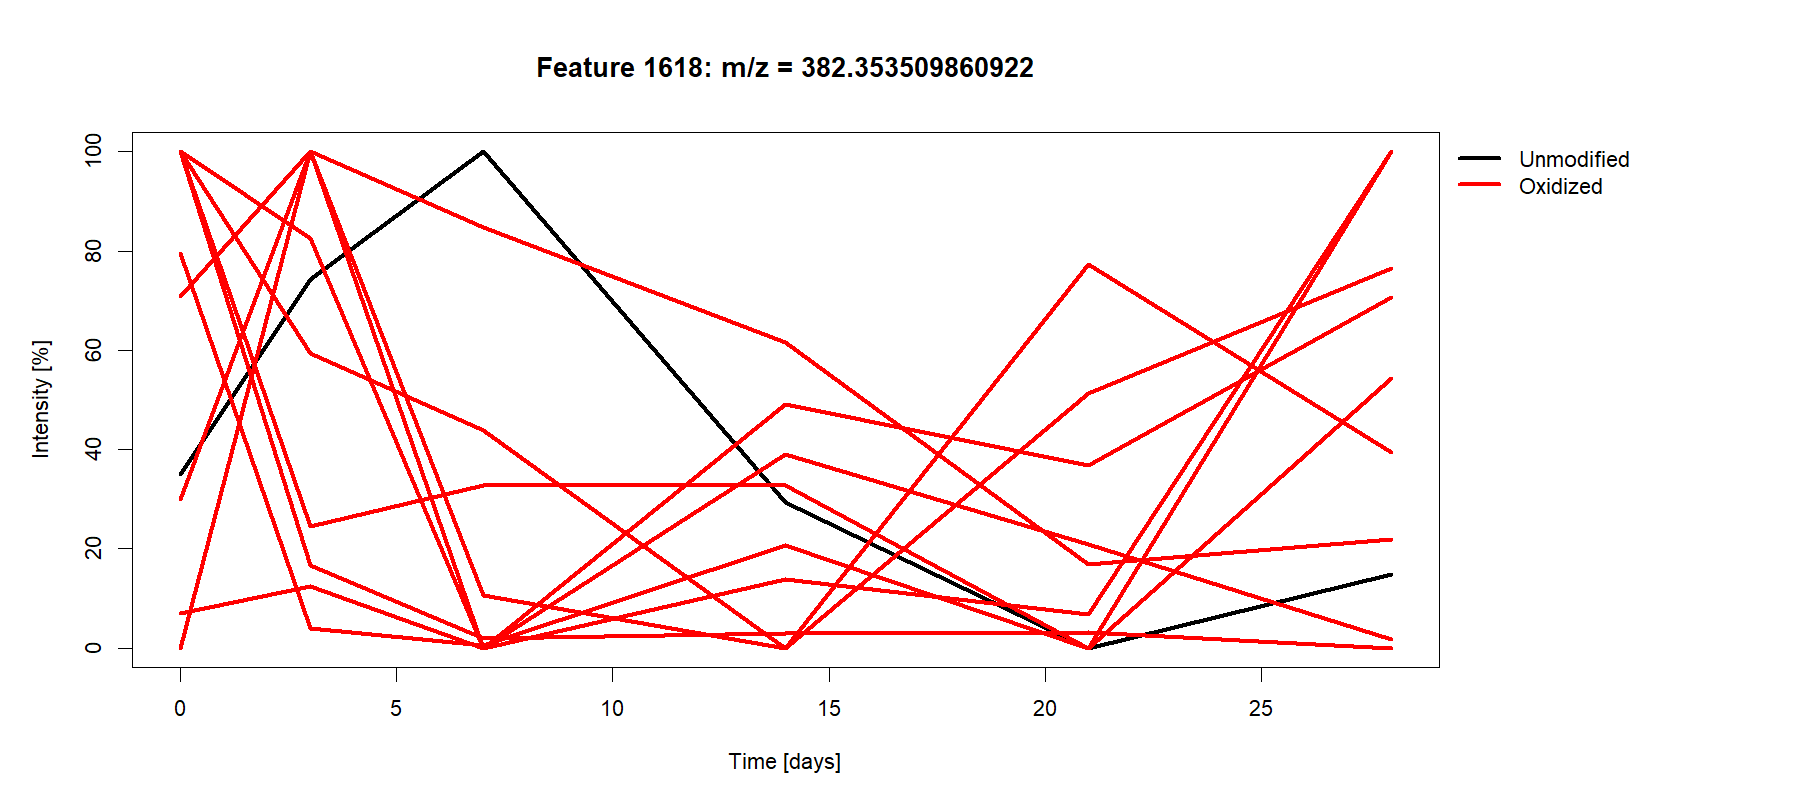 Feature 1618: m/z = 382.353509860922
Unmodified
Oxidized
Intensity [%]
100
80
60
40
20
0
0 5 10 15 20 25
Time [days]